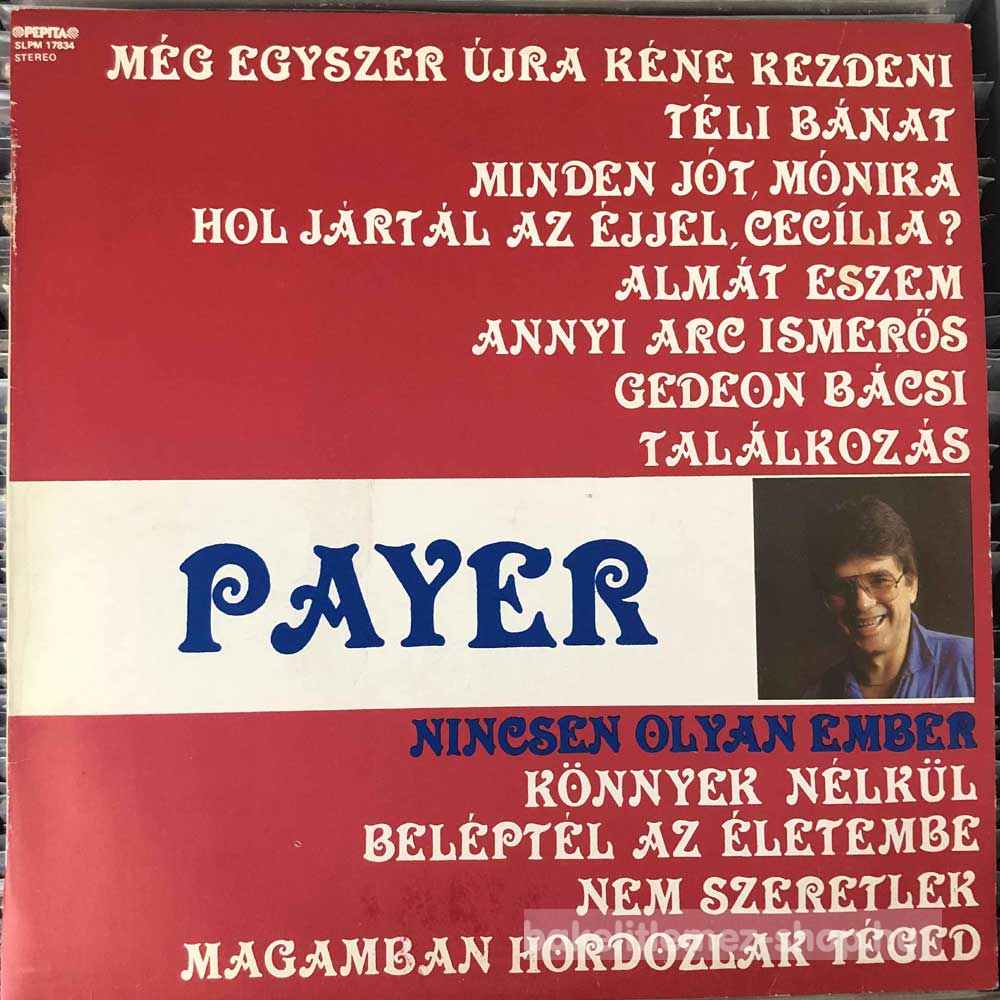 PEPITA
SLPM 17834
STEREO
MÉG EGYSZER ÚJRA KÉNE KEZDENI
TÉLI BÁNAT
MINDEN JÓT, MÓNIKA
HOL JÁRTÁL AZ ÉJJEL, CECÍLIA?
ALMÁT ESZEM
ANNYI ARC ISMERŐS
GEDEON BÁCSI
TALÁLKOZÁS
PAYER
NINCSEN OLYAN EMBER
KÖNNYEK NÉLKÜL
BELÉPTÉL AZ ÉLETEMBE
NEM SZERETLEK
MAGAMBAN HORDOZLAK TÉGED